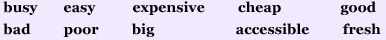 busy easy expensive cheap good
bad poor big accessible fresh